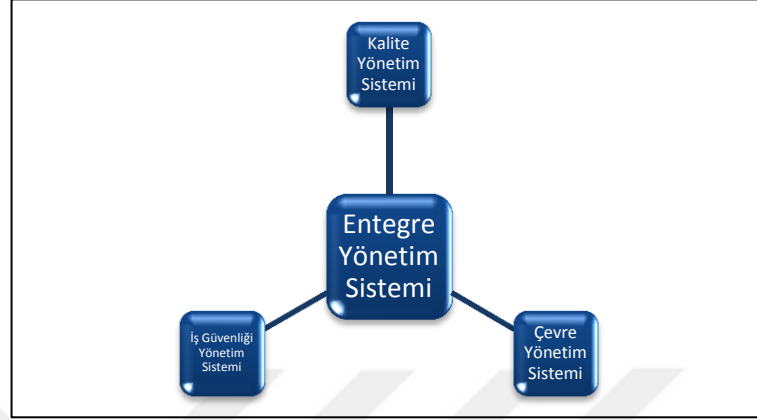 Kalite
Yönetim
Sistemi
Entegre
Yönetim
Sistemi
İş Güvenliği
Yönetim
Sistemi
Çevre
Yönetim
Sistemi